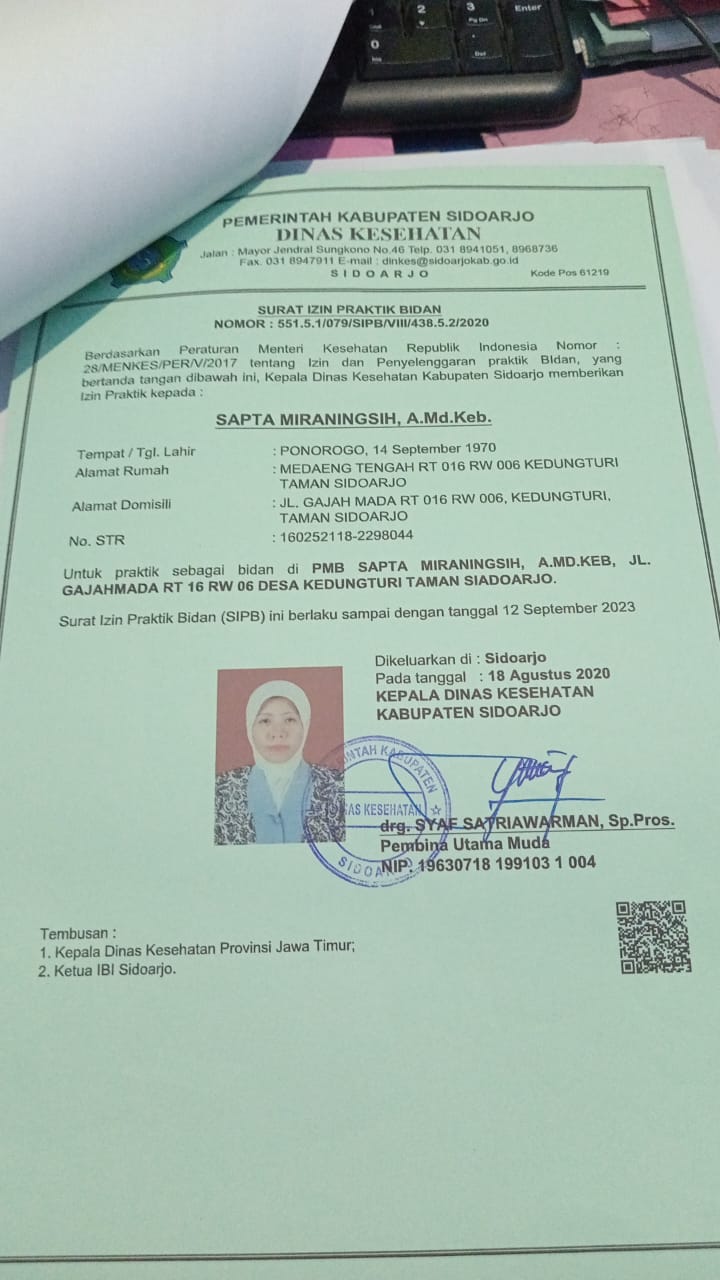 2
3
Enter
Pg Dn
0
Ins
Del
PEMERINTAH KABUPATEN SIDOARJO
DINAS KESEHATAN
Jalan : Mayor Jendral Sungkono No.46 Telp. 031 8941051, 8968736
Fax. 031 8947911 E-mail : dinkes@sidoarjokab.go.id
S I D O A R J O Kode Pos 61219
SURAT IZIN PRAKTIK BIDAN
NOMOR : 551.5.1/079/SIPB/VIII/438.5.2/2020
Berdasarkan Peraturan Menteri Kesehatan Republik Indonesia Nomor :
28/MENKES/PER/V/2017 tentang Izin dan Penyelenggaran praktik BIdan, yang
bertanda tangan dibawah ini, Kepala Dinas Kesehatan Kabupaten Sidoarjo memberikan
Izin Praktik kepada :
SAPTA MIRANINGSIH, A.Md.Keb.
Tempat / Tgl. Lahir : PONOROGO, 14 September 1970
Alamat Rumah : MEDAENG TENGAH RT 016 RW 006 KEDUNGTURI
TAMAN SIDOARJO
Alamat Domisili : JL. GAJAH MADA RT 016 RW 006, KEDUNGTURI,
TAMAN SIDOARJO
No. STR : 160252118-2298044
Untuk praktik sebagai bidan di PMB SAPTA MIRANINGSIH, A.MD.KEB, JL.
GAJAHMADA RT 16 RW 06 DESA KEDUNGTURI TAMAN SIADOARJO.
Surat Izin Praktik Bidan (SIPB) ini berlaku sampai dengan tanggal 12 September 2023
Dikeluarkan di : Sidoarjo
Pada tanggal : 18 Agustus 2020
KEPALA DINAS KESEHATAN
KABUPATEN SIDOARJO
KABUPATEN
KESEHATAN
drg. SYAF SATRIAWARMAN, Sp.Pros.
Pembina Utama Muda
NIP. 19630718 199103 1 004
Tembusan :
1. Kepala Dinas Kesehatan Provinsi Jawa Timur;
2. Ketua IBI Sidoarjo.